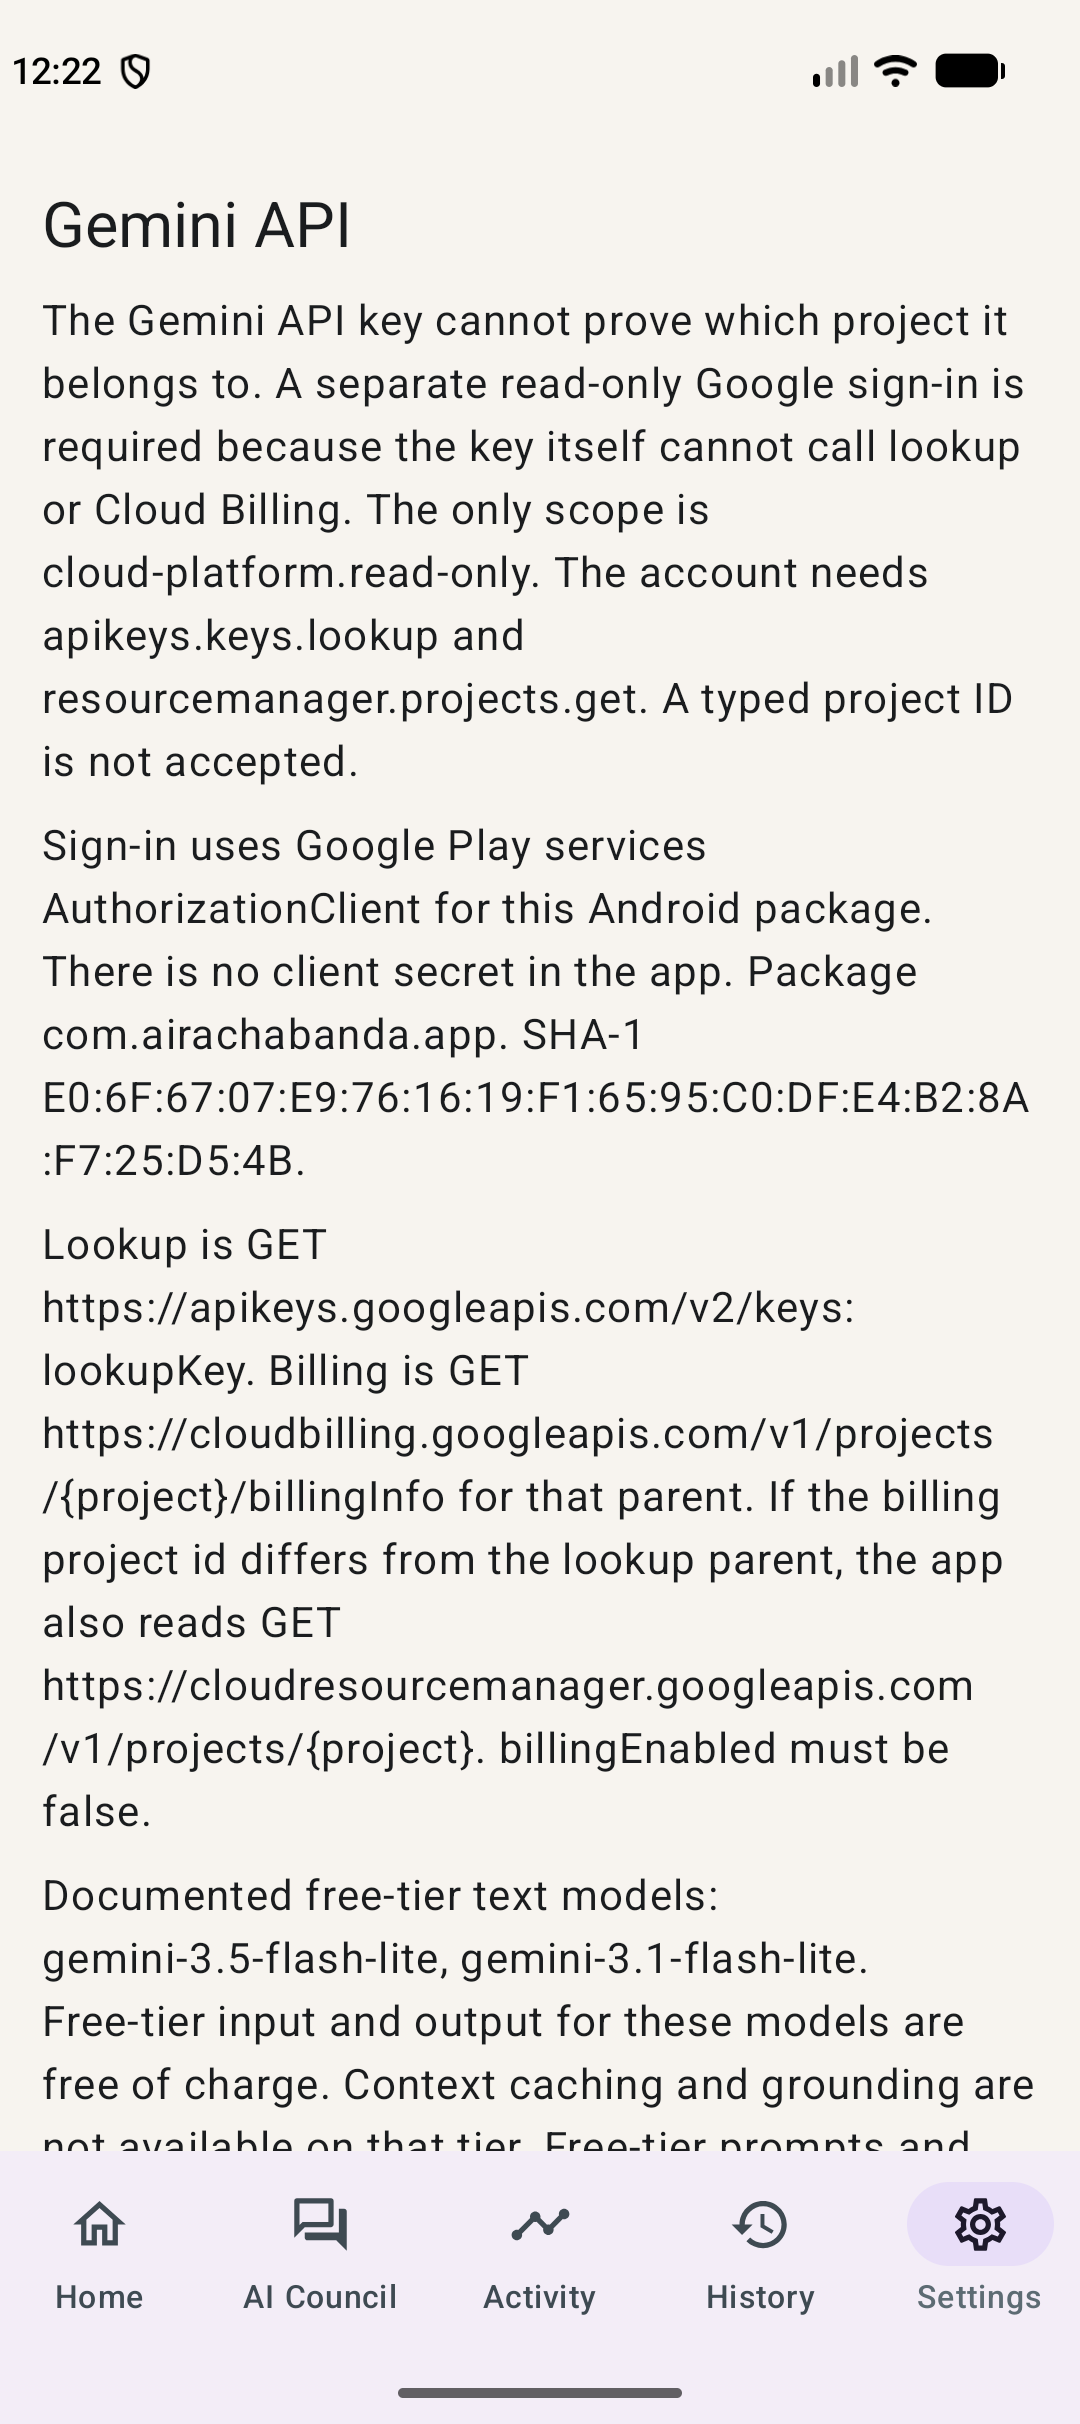 12:22
Gemini API
The Gemini API key cannot prove which project it
belongs to. A separate read-only Google sign-in is
required because the key itself cannot call lookup
or Cloud Billing. The only scope is
cloud-platform.read-only. The account needs
apikeys.keys.lookup and
resourcemanager.projects.get. A typed project ID
is not accepted.
Sign-in uses Google Play services
AuthorizationClient for this Android package.
There is no client secret in the app. Package
com.airachabanda.app. SHA-1
E0:6F:67:07:E9:76:16:19:F1:65:95:C0:DF:E4:B2:8A
:F7:25:D5:4B.
Lookup is GET
https://apikeys.googleapis.com/v2/keys:
lookupKey. Billing is GET
https://cloudbilling.googleapis.com/v1/projects
/{project}/billingInfo for that parent. If the billing
project id differs from the lookup parent, the app
also reads GET
https://cloudresourcemanager.googleapis.com
/v1/projects/{project}. billingEnabled must be
false.
Documented free-tier text models:
gemini-3.5-flash-lite, gemini-3.1-flash-lite.
Free-tier input and output for these models are
free of charge. Context caching and grounding are
not available on that tier. Free-tier prompts and
Home
AI Council
Activity
History
Settings